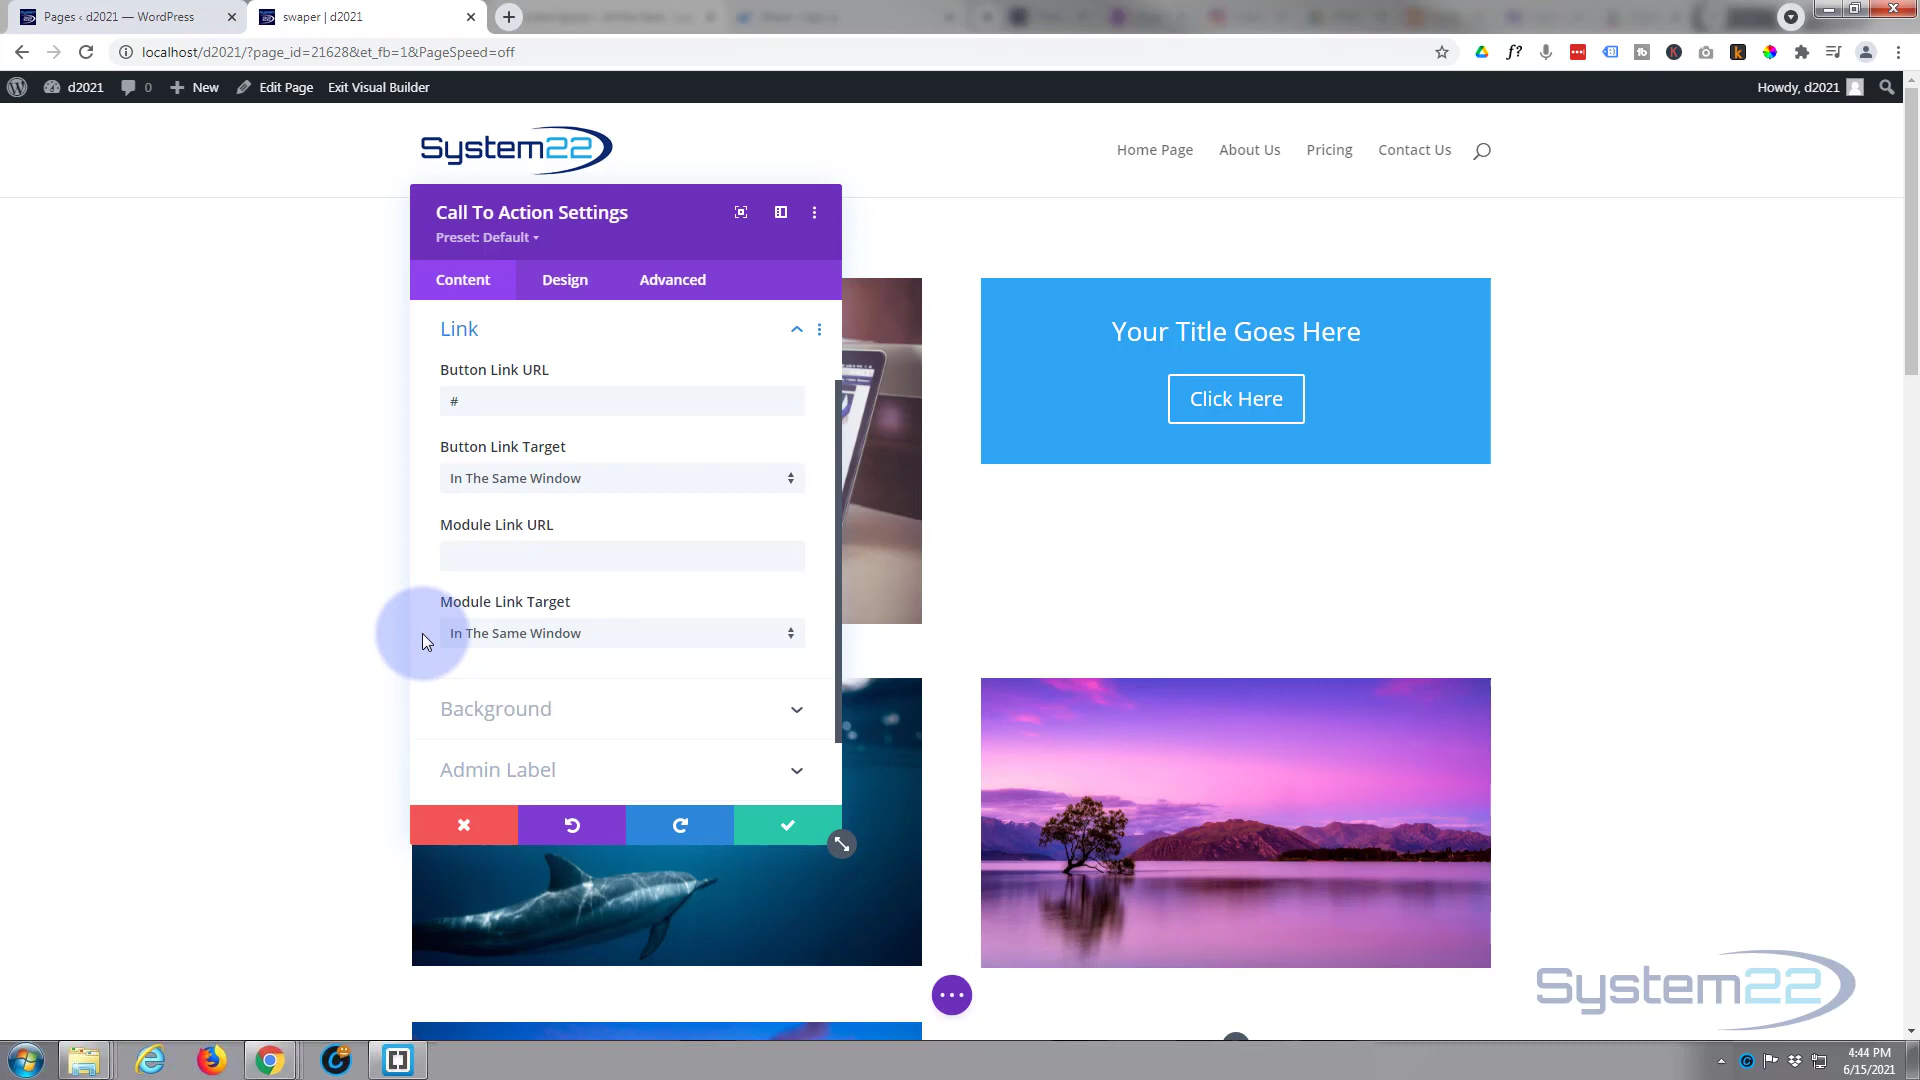 Pages ‹ d2021 — WordPress
swaper | d2021
localhost/d2021/?page_id=21628&et_fb=1&PageSpeed=off
d2021
0
New
Edit Page
Exit Visual Builder
Howdy, d2021
System22
Home Page
About Us
Pricing
Contact Us
Call To Action Settings
Preset: Default
Content
Design
Advanced
Link
Button Link URL
#
Button Link Target
In The Same Window
Module Link URL
Module Link Target
In The Same Window
Background
Admin Label
Your Title Goes Here
Click Here
System22
4:44 PM
6/15/2021